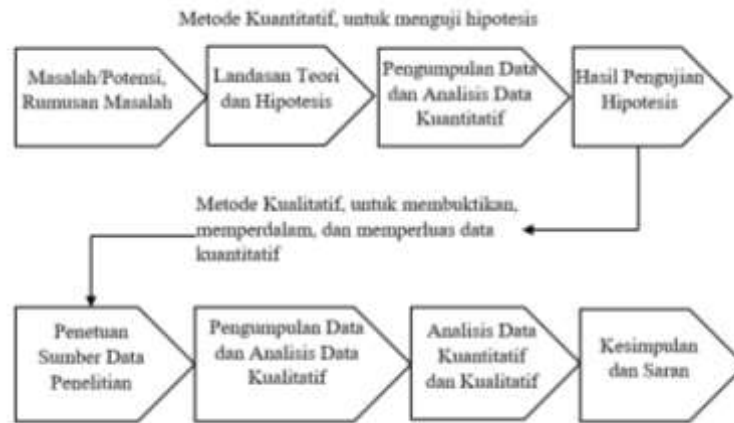 Metode Kuantitatif, untuk menguji hipotesis
Masalah/Potensi,
Rumusan Masalah
Landasan Teori
dan Hipotesis
Pengumpulan Data
dan Analisis Data
Kuantitatif
Hasil Pengujian
Hipotesis
Metode Kualitatif, untuk membuktikan,
memperdalam, dan memperluas data
kuantitatif
Penetuan
Sumber Data
Penelitian
Pengumpulan Data
dan Analisis Data
Kualitatif
Analisis Data
Kuantitatif
dan Kualitatif
Kesimpulan
dan Saran